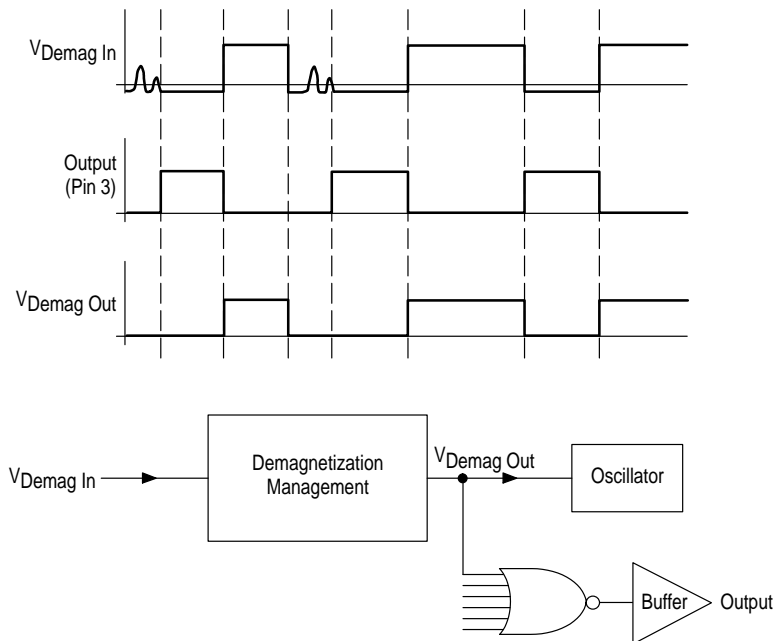 VDemag In
Output
(Pin 3)
VDemag Out
VDemag In
Demagnetization
Management
VDemag Out
Oscillator
Buffer
Output